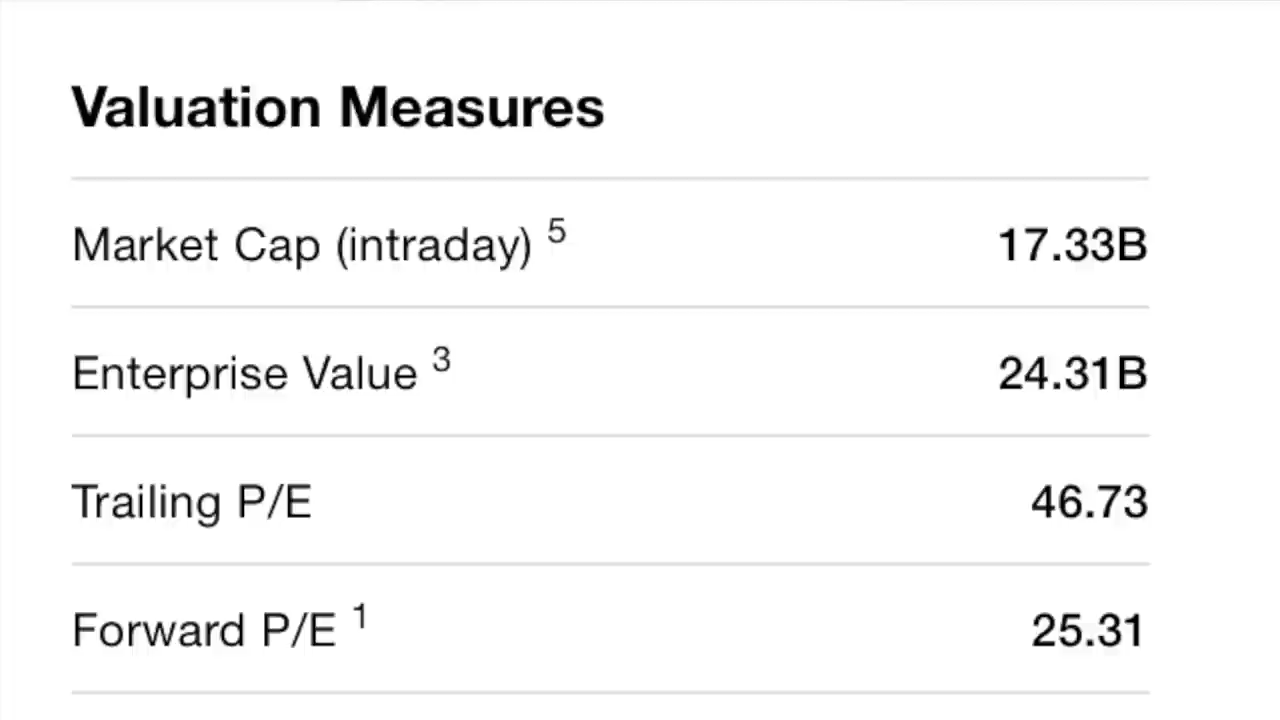 Valuation Measures
Market Cap (intraday) 5 17.33B
Enterprise Value 3 24.31B
Trailing P/E 46.73
Forward P/E 1 25.31